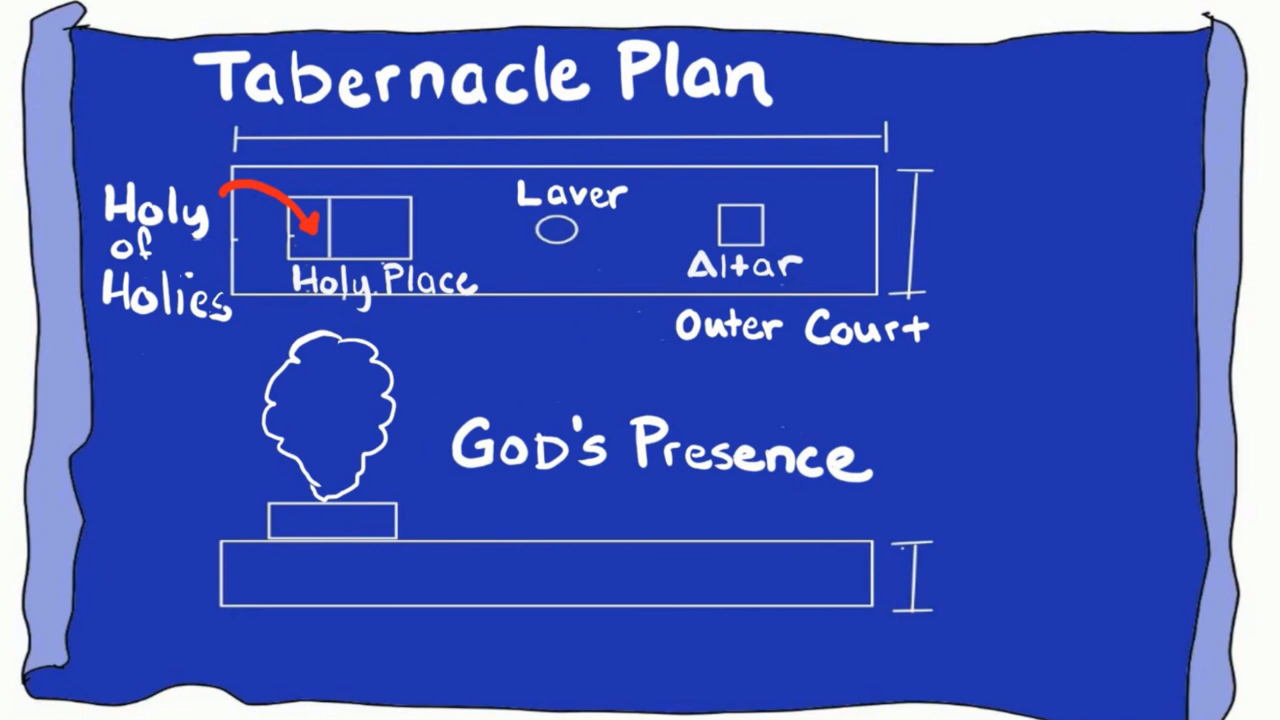 Tabernacle Plan
Holy
of
Holies
Laver
Altar
Holy Place
Outer Court
God's Presence